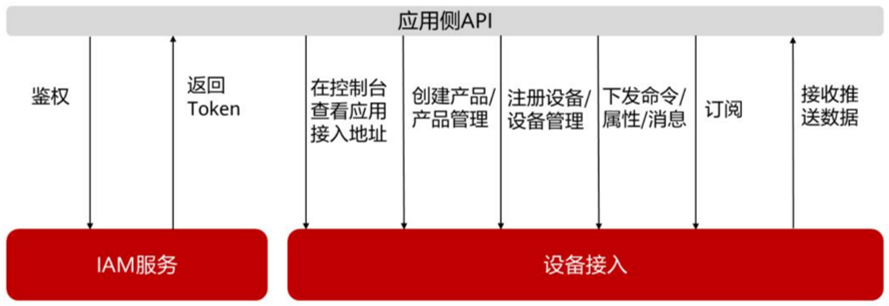 应用侧API
鉴权
返回
Token
在控制台
查看应用
接入地址
创建产品/
产品管理
注册设备/
设备管理
下发命令/
属性/消息
订阅
接收推
送数据
IAM服务
设备接入